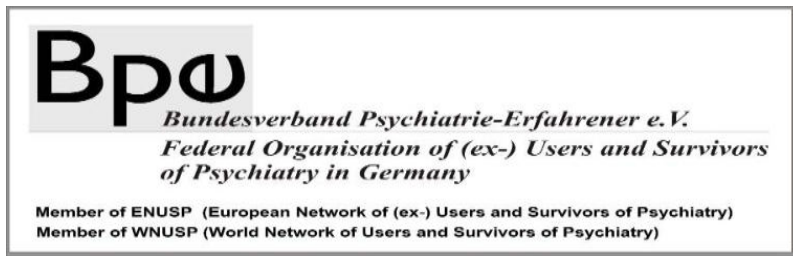 Bpe
Bundesverband Psychiatrie-Erfahrener e.V.
Federal Organisation of (ex-) Users and Survivors
of Psychiatry in Germany
Member of ENUSP (European Network of (ex-) Users and Survivors of Psychiatry)
Member of WNUSP (World Network of Users and Survivors of Psychiatry)